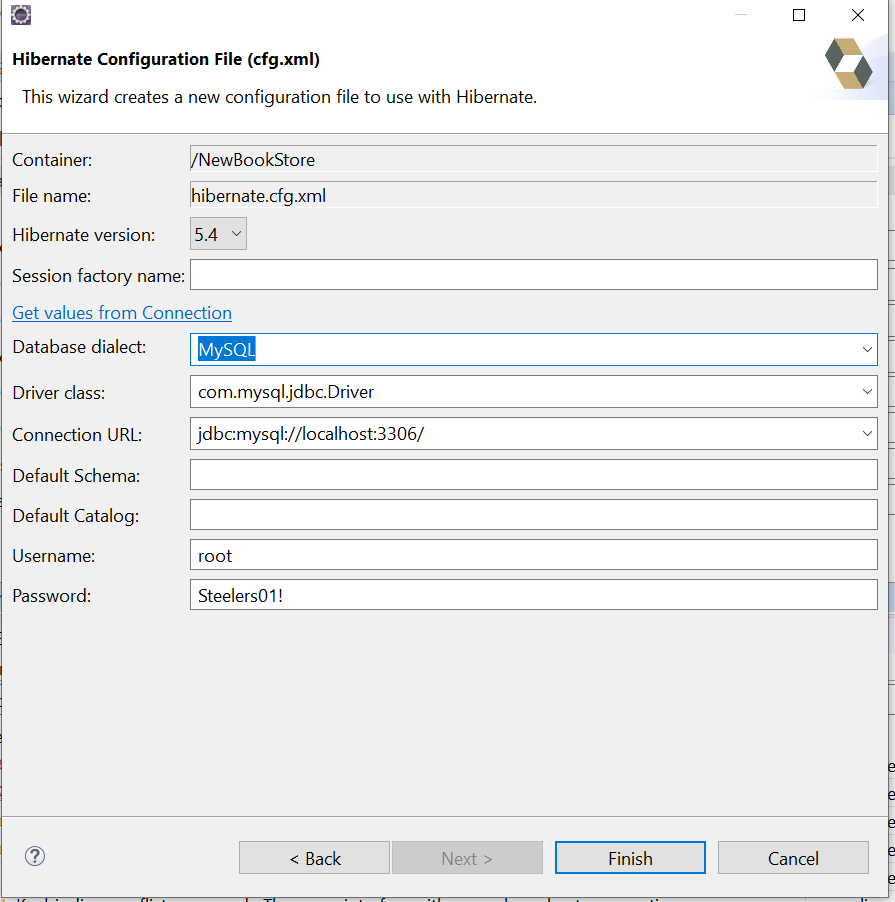 Hibernate Configuration File (cfg.xml)
This wizard creates a new configuration file to use with Hibernate.
Container: /NewBookStore
File name: hibernate.cfg.xml
Hibernate version: 5.4
Session factory name:
Get values from Connection
Database dialect: MySQL
Driver class: com.mysql.jdbc.Driver
Connection URL: jdbc:mysql://localhost:3306/
Default Schema:
Default Catalog:
Username: root
Password: Steelers01!
? < Back Next > Finish Cancel